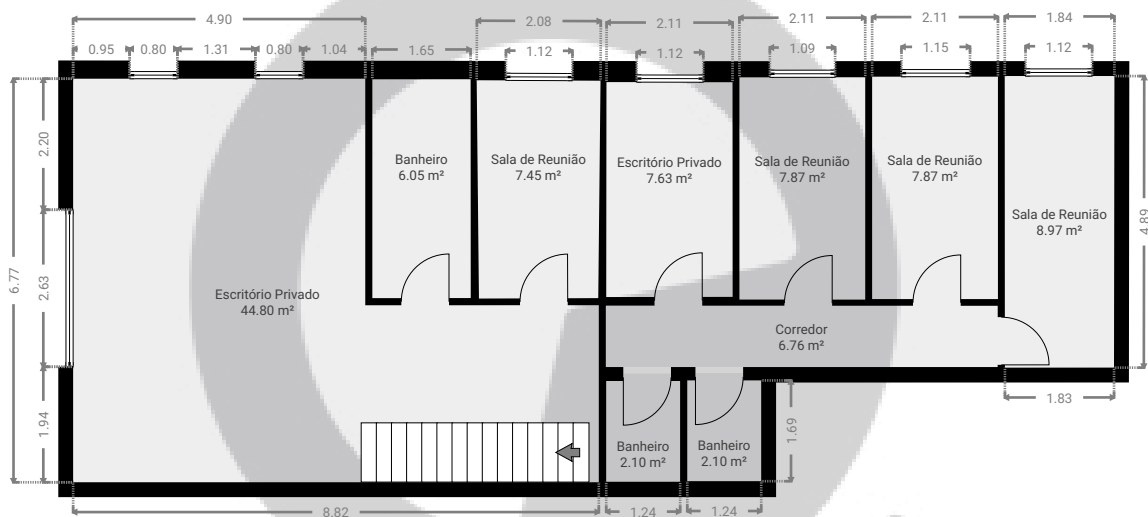 4.90
2.08
2.11
2.11
2.11
1.84
0.95
0.80
1.31
0.80
1.04
1.65
1.12
1.12
1.09
1.15
1.12
6.77
2.20
2.63
1.94
Banheiro
6.05 m²
Sala de Reunião
7.45 m²
Escritório Privado
7.63 m²
Sala de Reunião
7.87 m²
Sala de Reunião
7.87 m²
Sala de Reunião
8.97 m²
4.89
Escritório Privado
44.80 m²
Corredor
6.76 m²
1.83
Banheiro
2.10 m²
Banheiro
2.10 m²
1.69
8.82
1.24
1.24